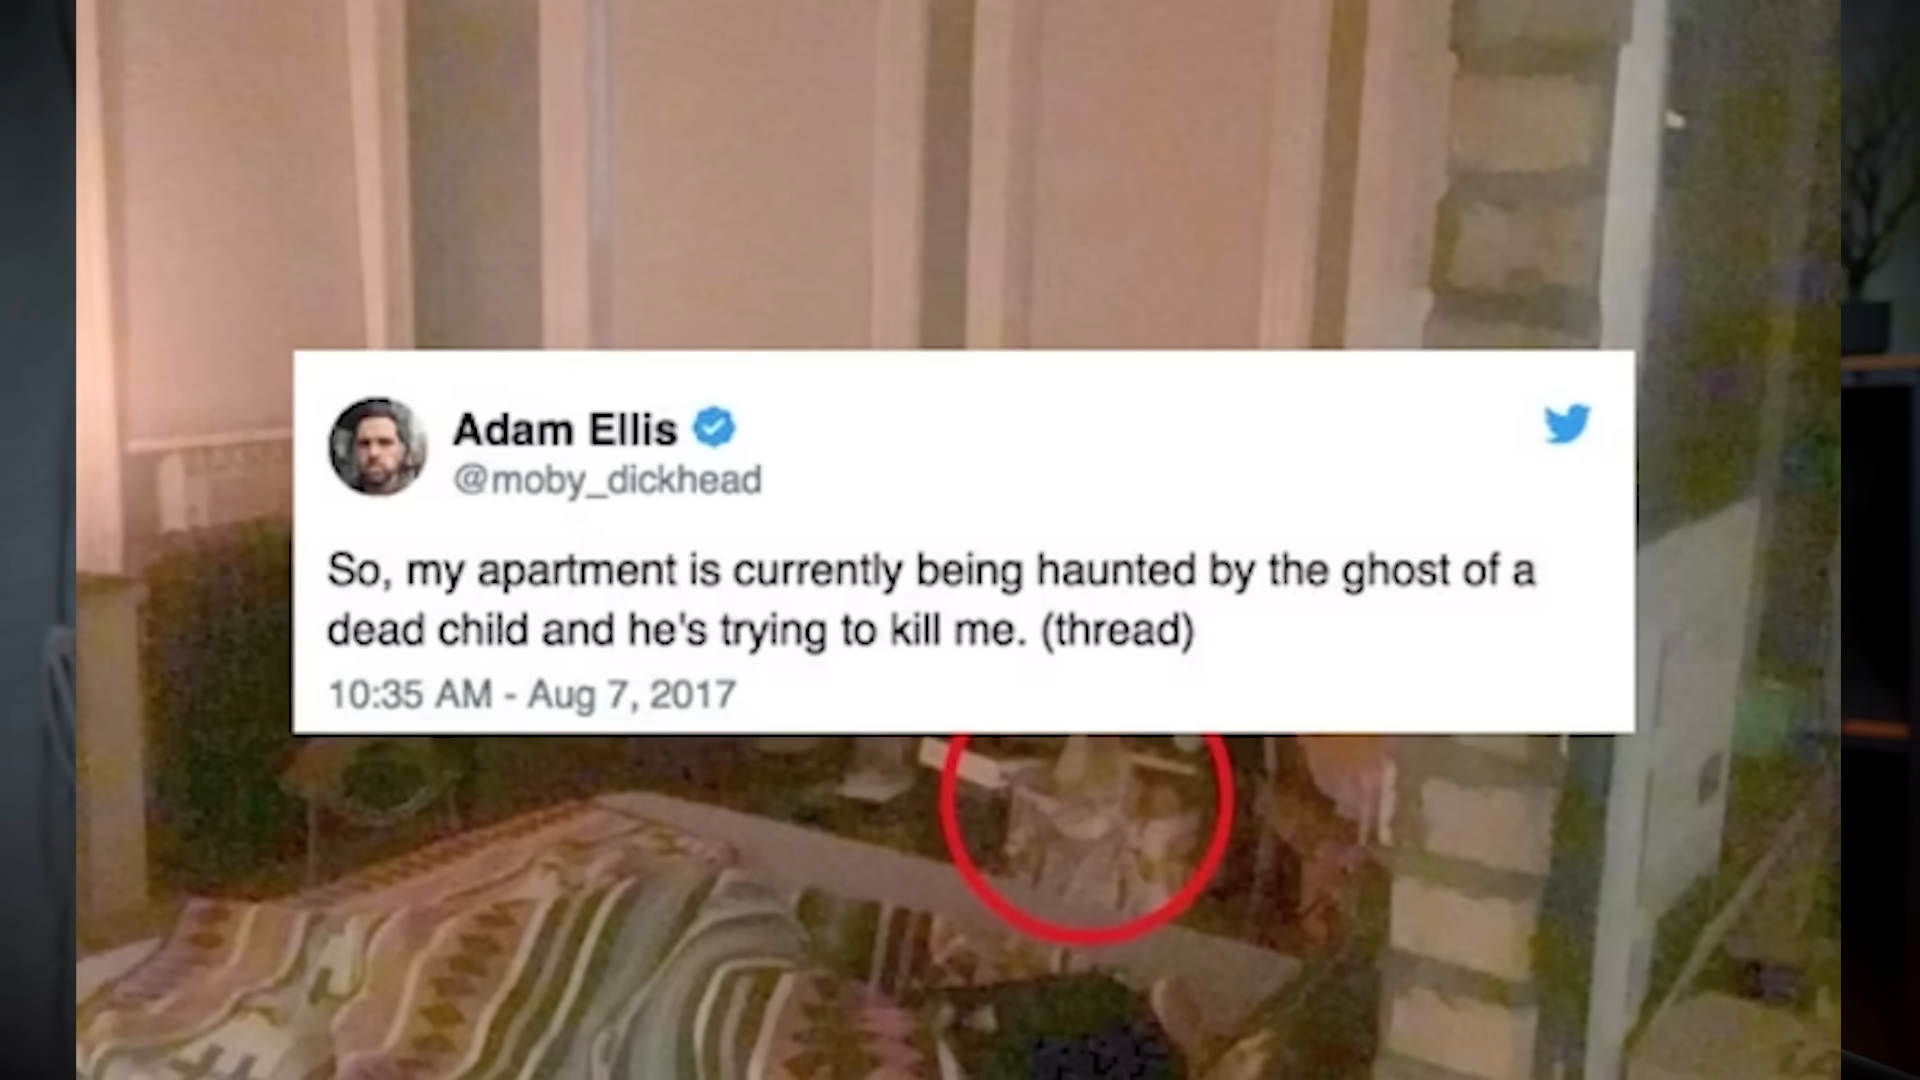 Adam Ellis
@moby_dickhead
So, my apartment is currently being haunted by the ghost of a
dead child and he's trying to kill me. (thread)
10:35 AM - Aug 7, 2017